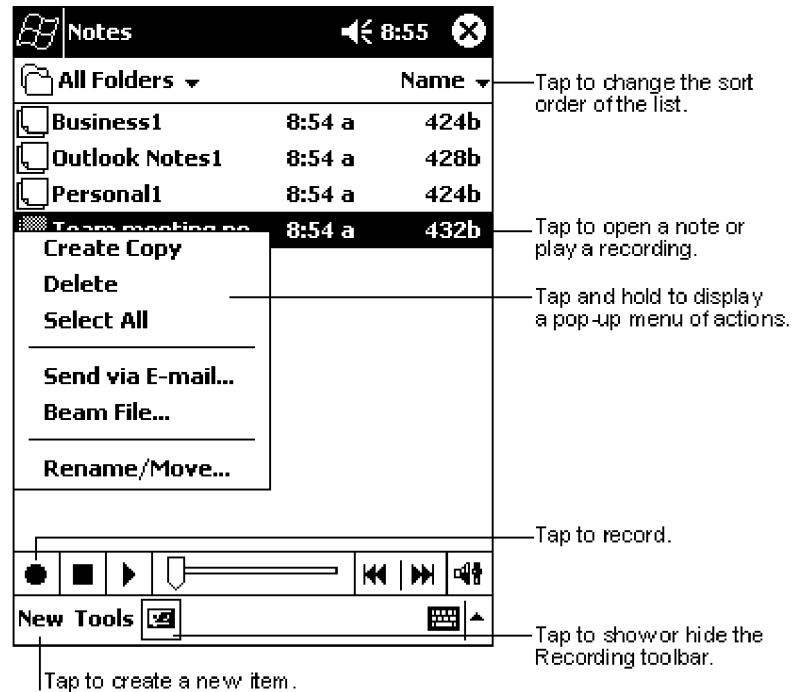 Notes 8:55
All Folders Name
Tap to change the sort
order of the list.
Business1 8:54 a 424b
Outlook Notes1 8:54 a 428b
Personal1 8:54 a 424b
Team meeting no 8:54 a 432b
Tap to open a note or
play a recording.
Create Copy
Delete
Select All
Tap and hold to display
a pop-up menu of actions.
Send via E-mail...
Beam File...
Rename/Move...
Tap to record.
New Tools
Tap to show or hide the
Recording toolbar.
Tap to create a new item.